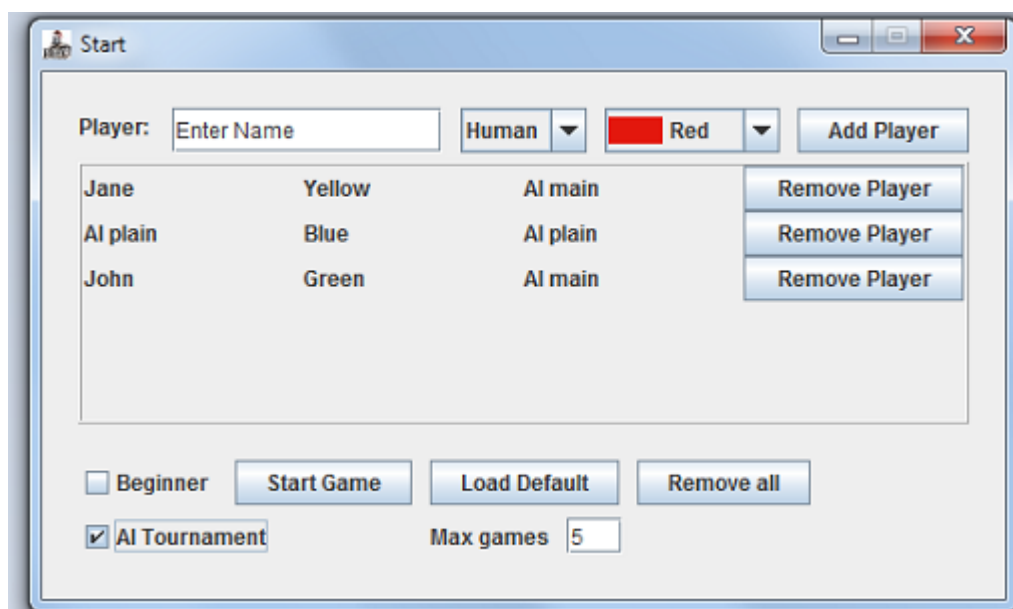 Start
Player: Enter Name Human Red Add Player
Jane Yellow AI main Remove Player
AI plain Blue AI plain Remove Player
John Green AI main Remove Player
Beginner Start Game Load Default Remove all
AI Tournament Max games 5